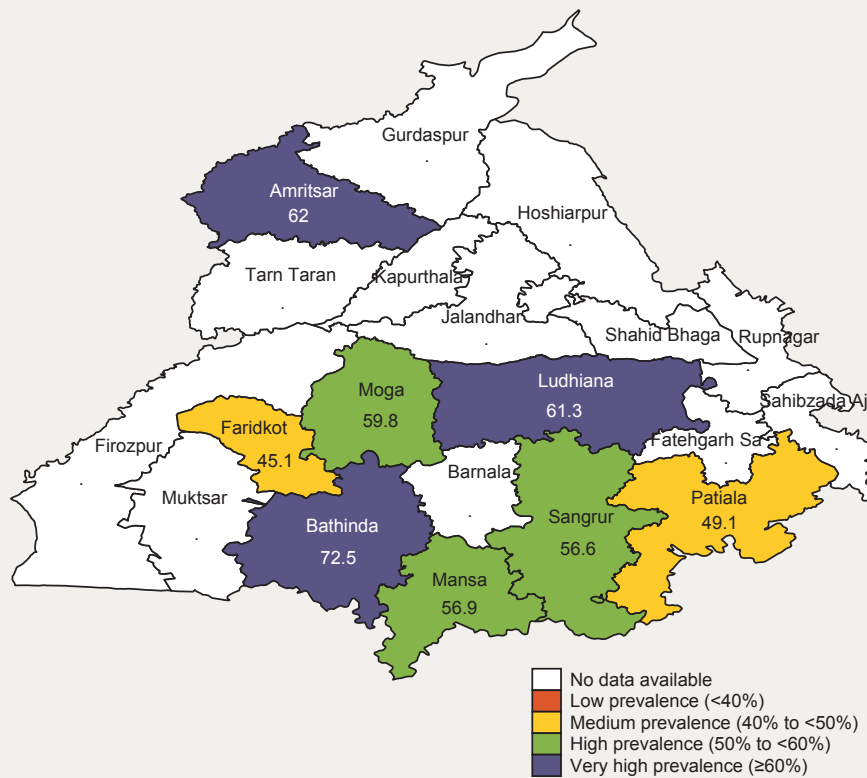 Gurdaspur
Amritsar
62
Hoshiarpur
Tarn Taran
Kapurthala
Jalandhar
Shahid Bhaga
Rupnagar
Moga
59.8
Ludhiana
61.3
Sahibzada Aj
Faridkot
45.1
Firozpur
Fatehgarh Sa
Barnala
Muktsar
Patiala
49.1
Sangrur
56.6
Bathinda
72.5
Mansa
56.9
No data available
Low prevalence (<40%)
Medium prevalence (40% to <50%)
High prevalence (50% to <60%)
Very high prevalence (≥60%)